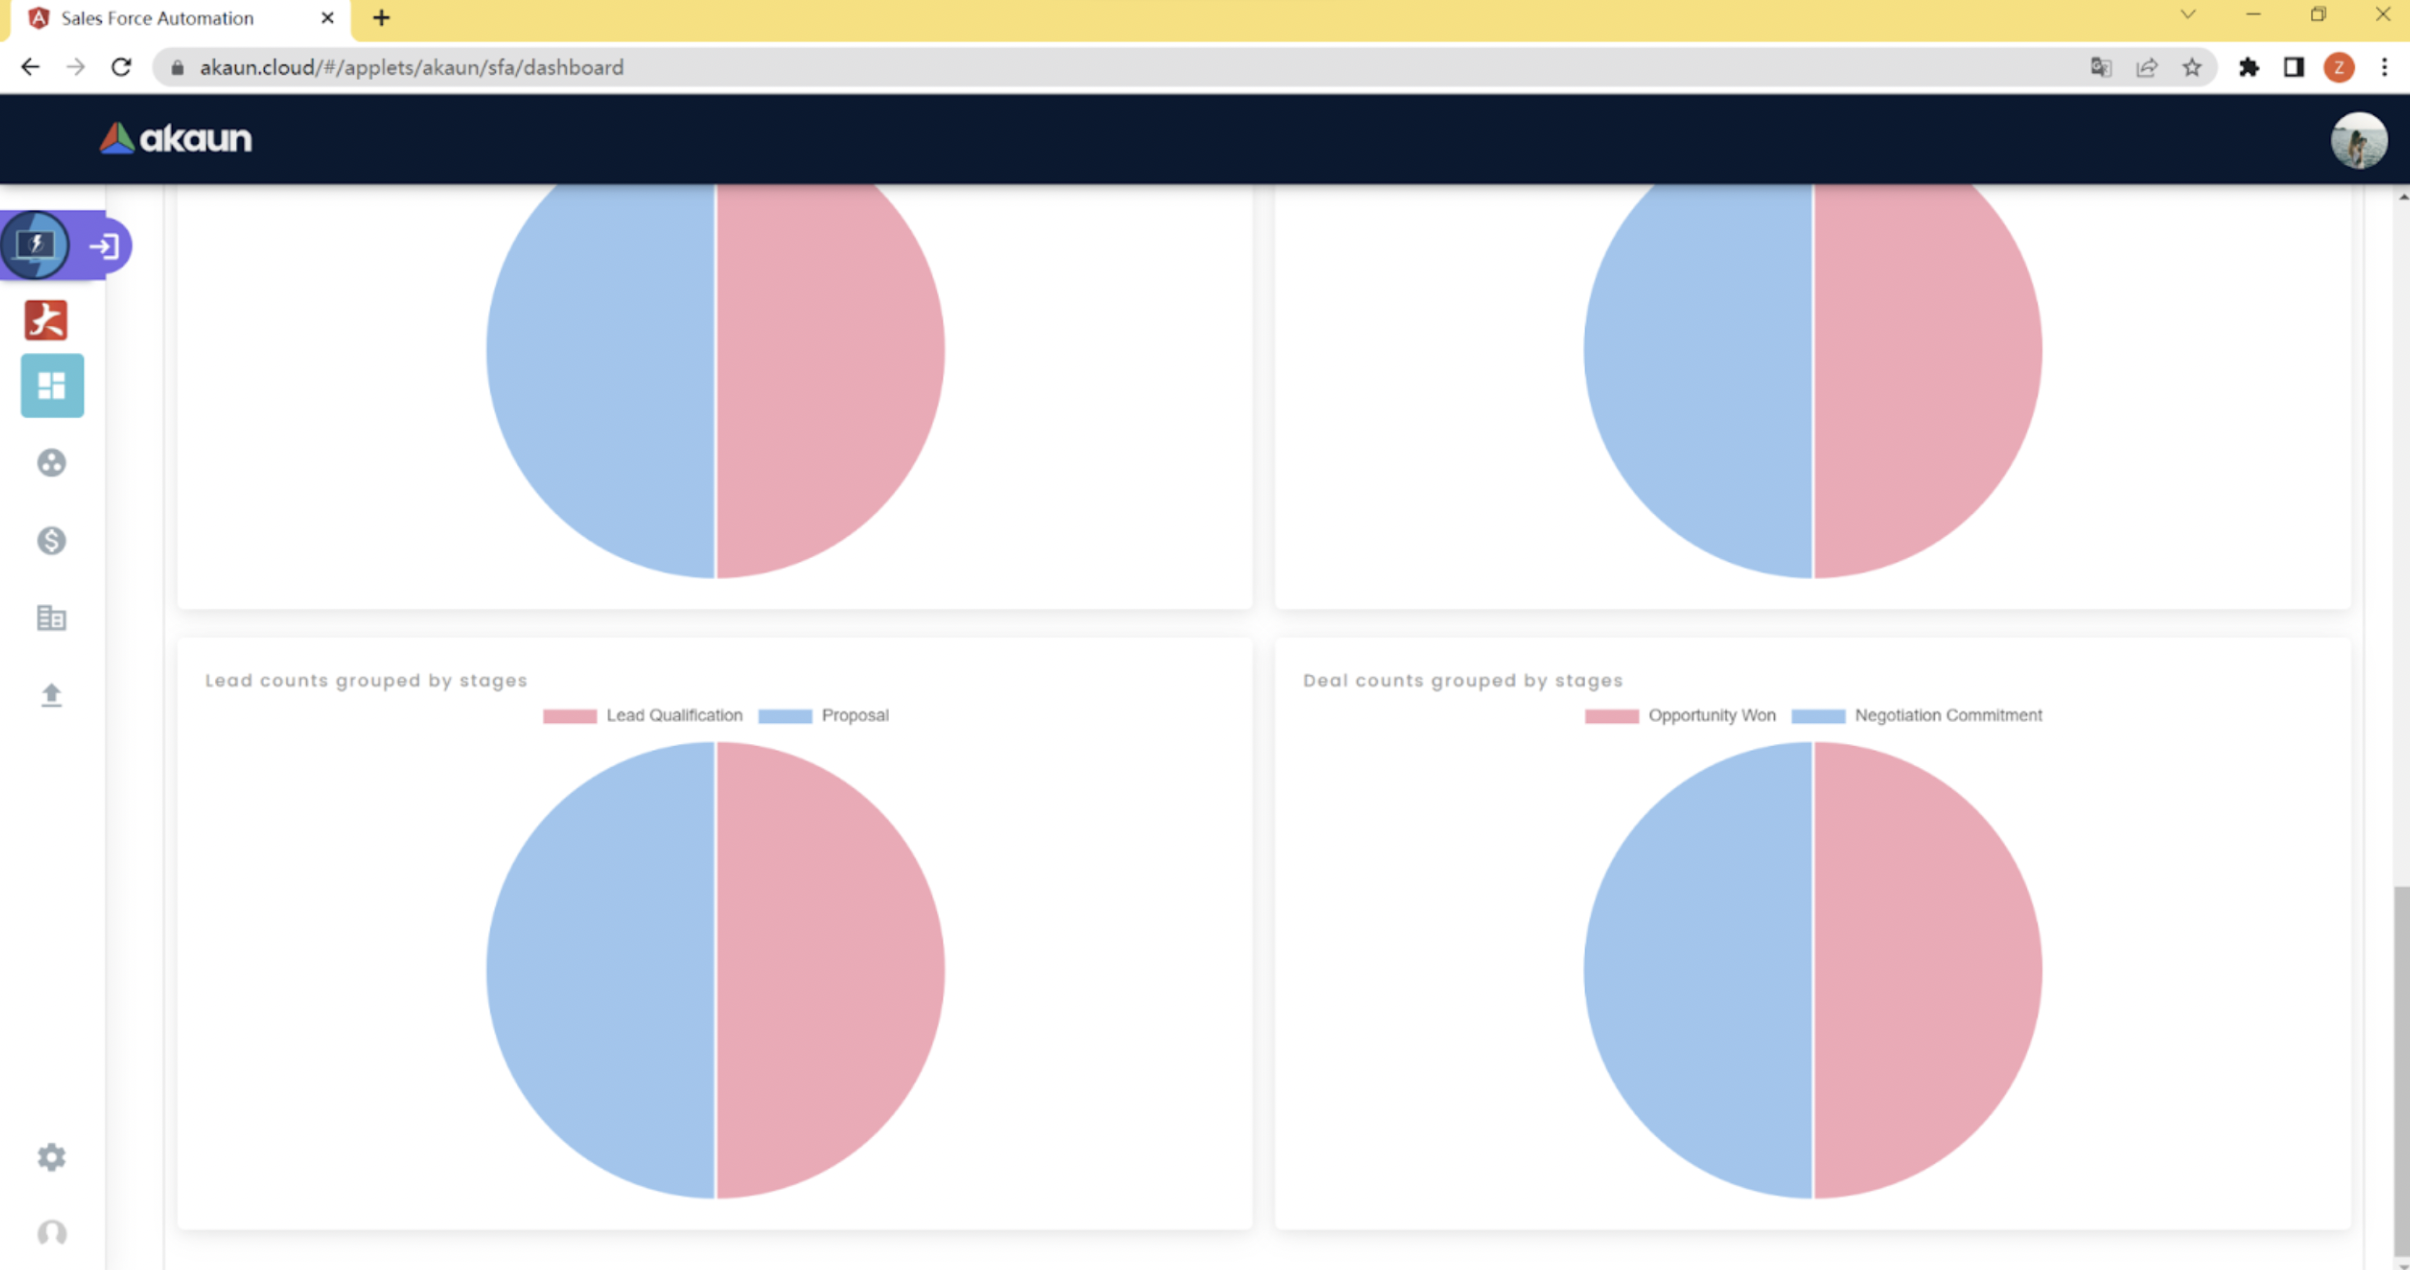 Sales Force Automation
akaun.cloud/#/applets/akaun/sfa/dashboard
Z
akaun
Lead counts grouped by stages
Lead Qualification Proposal
Deal counts grouped by stages
Opportunity Won Negotiation Commitment